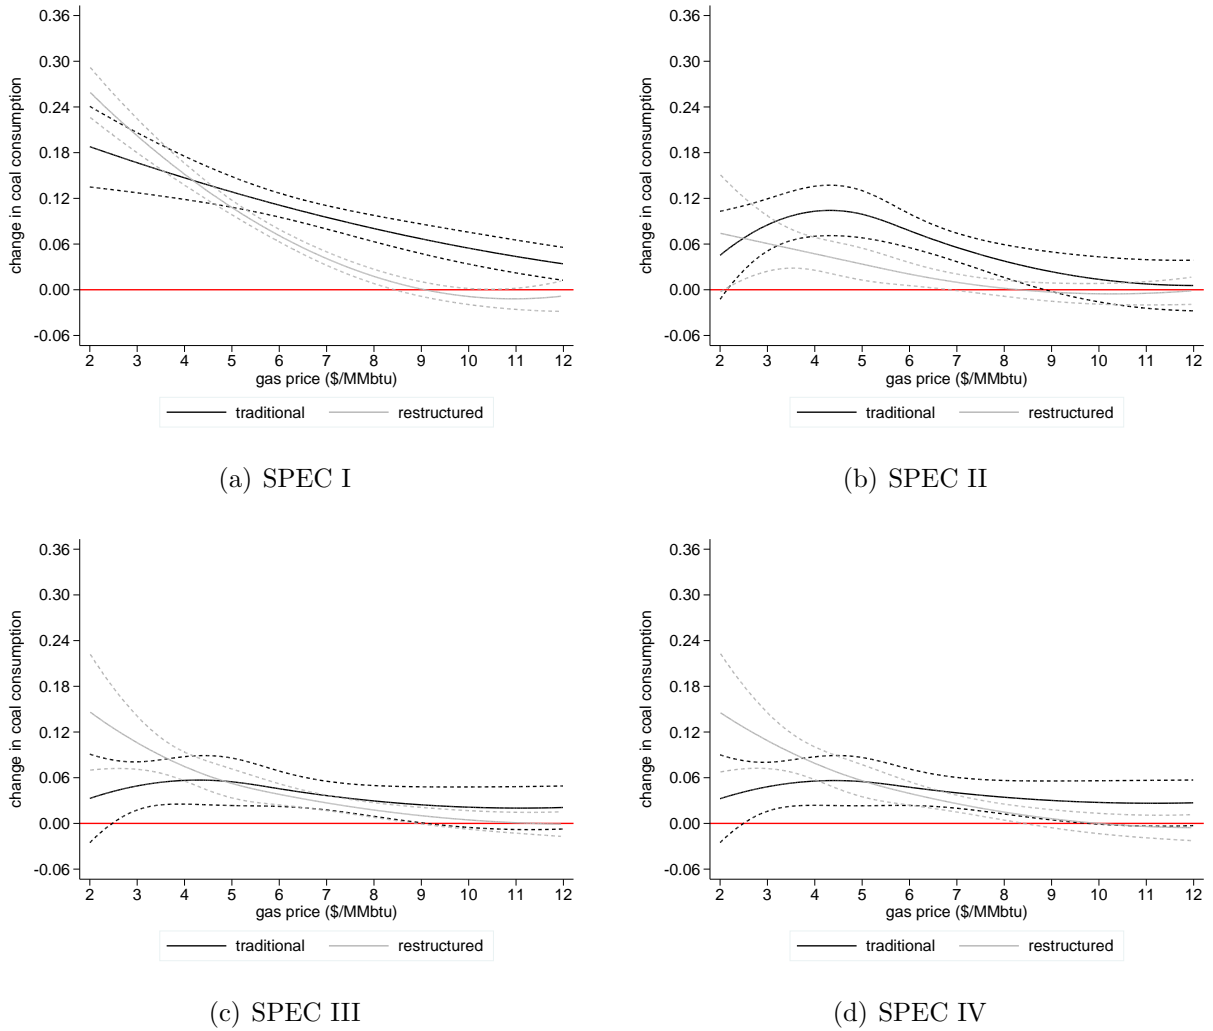 change in coal consumption
0.36
0.30
0.24
0.18
0.12
0.06
0.00
-0.06
2 3 4 5 6 7 8 9 10 11 12
gas price ($/MMbtu)
traditional restructured
(a) SPEC I
change in coal consumption
0.36
0.30
0.24
0.18
0.12
0.06
0.00
-0.06
2 3 4 5 6 7 8 9 10 11 12
gas price ($/MMbtu)
traditional restructured
(b) SPEC II
change in coal consumption
0.36
0.30
0.24
0.18
0.12
0.06
0.00
-0.06
2 3 4 5 6 7 8 9 10 11 12
gas price ($/MMbtu)
traditional restructured
(c) SPEC III
change in coal consumption
0.36
0.30
0.24
0.18
0.12
0.06
0.00
-0.06
2 3 4 5 6 7 8 9 10 11 12
gas price ($/MMbtu)
traditional restructured
(d) SPEC IV